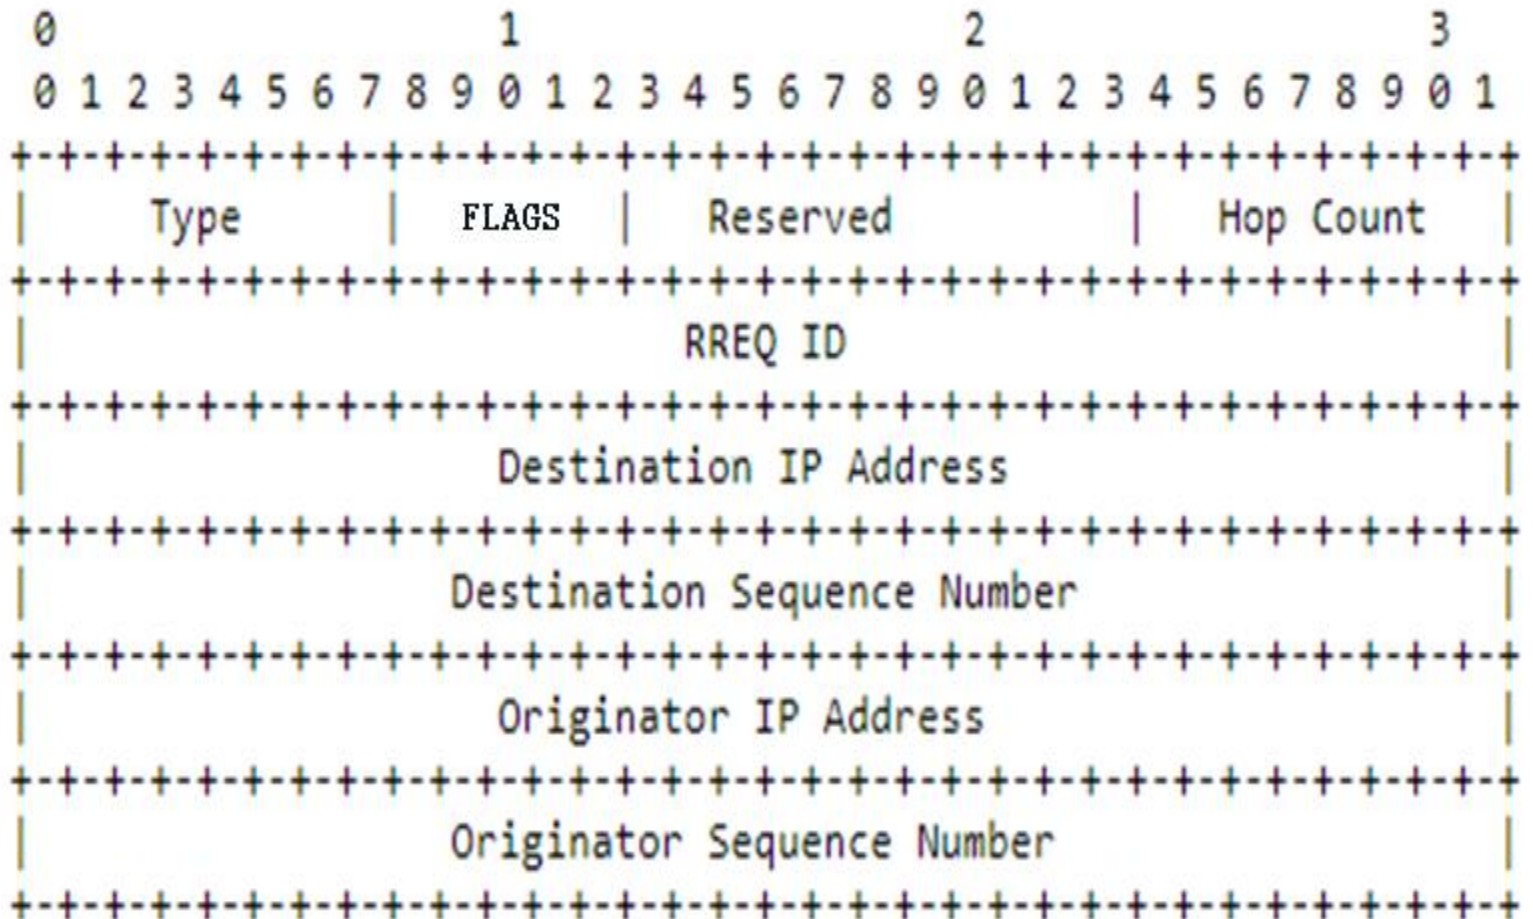 0 1 2 3
0 1 2 3 4 5 6 7 8 9 0 1 2 3 4 5 6 7 8 9 0 1 2 3 4 5 6 7 8 9 0 1
+-+-+-+-+-+-+-+-+-+-+-+-+-+-+-+-+-+-+-+-+-+-+-+-+-+-+-+-+-+-+-+-+
| Type | FLAGS | Reserved | Hop Count |
+-+-+-+-+-+-+-+-+-+-+-+-+-+-+-+-+-+-+-+-+-+-+-+-+-+-+-+-+-+-+-+-+
| RREQ ID |
+-+-+-+-+-+-+-+-+-+-+-+-+-+-+-+-+-+-+-+-+-+-+-+-+-+-+-+-+-+-+-+-+
| Destination IP Address |
+-+-+-+-+-+-+-+-+-+-+-+-+-+-+-+-+-+-+-+-+-+-+-+-+-+-+-+-+-+-+-+-+
| Destination Sequence Number |
+-+-+-+-+-+-+-+-+-+-+-+-+-+-+-+-+-+-+-+-+-+-+-+-+-+-+-+-+-+-+-+-+
| Originator IP Address |
+-+-+-+-+-+-+-+-+-+-+-+-+-+-+-+-+-+-+-+-+-+-+-+-+-+-+-+-+-+-+-+-+
| Originator Sequence Number |
+-+-+-+-+-+-+-+-+-+-+-+-+-+-+-+-+-+-+-+-+-+-+-+-+-+-+-+-+-+-+-+-+